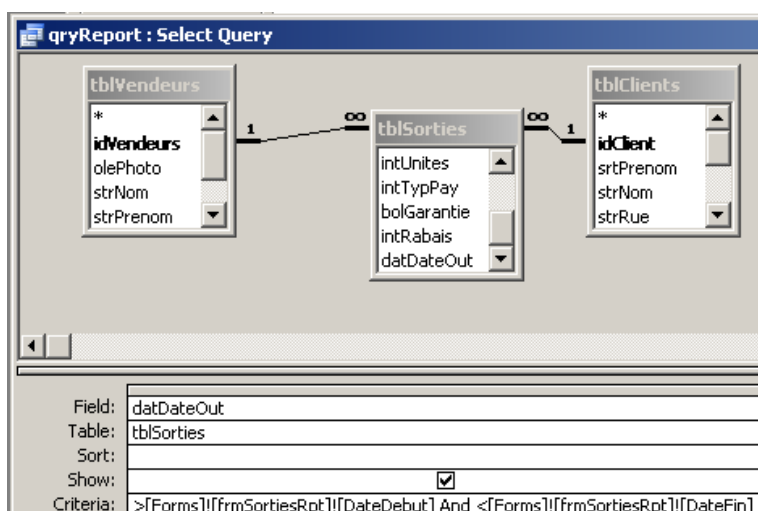 qryReport : Select Query
tblVendeurs
*
idVendeurs
olePhoto
strNom
strPrenom
1
∞
tblSorties
intUnites
intTypPay
bolGarantie
intRabais
datDateOut
∞
1
tblClients
*
idClient
srtPrenom
strNom
strRue
Field: datDateOut
Table: tblSorties
Sort:
Show:
Criteria: >[Forms]![frmSortiesRpt]![DateDebut] And <[Forms]![frmSortiesRpt]![DateFin]